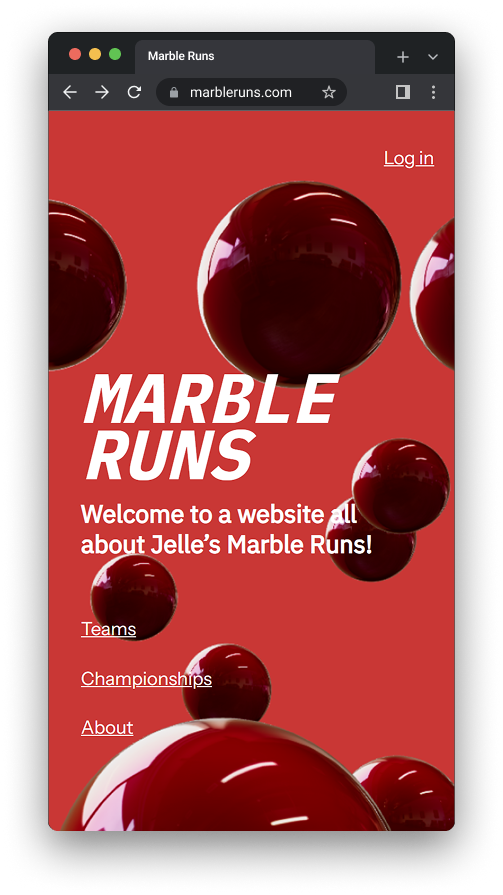 Marble Runs
marbleruns.com
Log in
MARBLE
RUNS
Welcome to a website all
about Jelle’s Marble Runs!
Teams
Championships
About